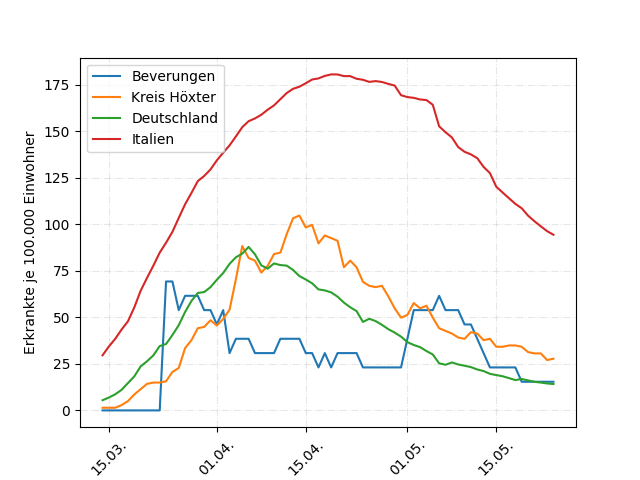 Erkrankte je 100.000 Einwohner
175
150
125
100
75
50
25
0
Beverungen
Kreis Höxter
Deutschland
Italien
15.03.
01.04.
15.04.
01.05.
15.05.